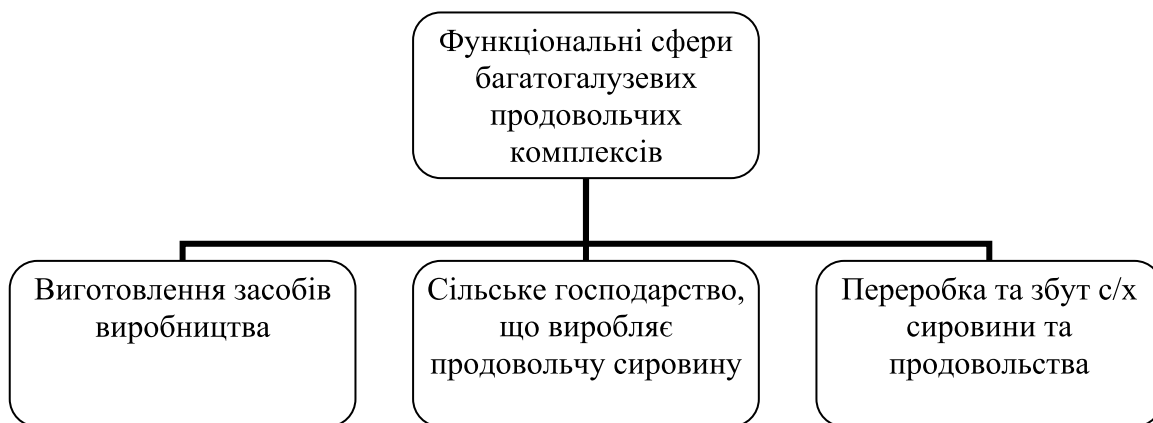 Функціональні сфери
багатогалузевих
продовольчих
комплексів
Виготовлення засобів
виробництва
Сільське господарство,
що виробляє
продовольчу сировину
Переробка та збут с/х
сировини та
продовольства